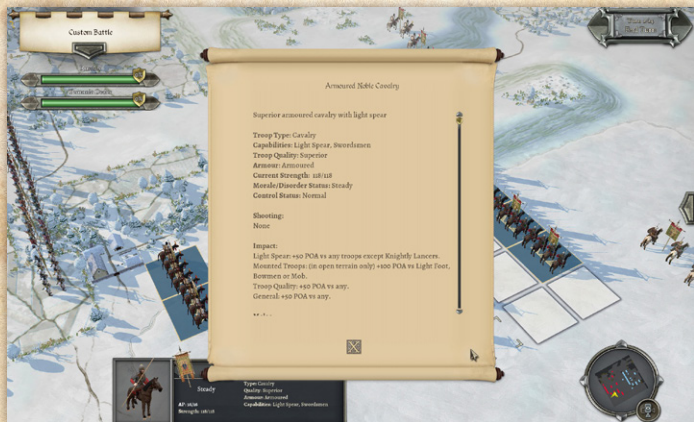 Custom Battle
Armoured Noble Cavalry
Superior armoured cavalry with light spear
Troop Type: Cavalry
Capabilities: Light Spear, Swordsmen
Troop Quality: Superior
Armour: Armoured
Current Strength: 118/118
Morale/Disorder Status: Steady
Control Status: Normal
Shooting:
None
Impact:
Light Spear: +50 POA vs any troops except Knightly Lancers.
Mounted Troops: (in open terrain only) +100 POA vs Light Foot,
Bowmen or Mob.
Troop Quality: +50 POA vs any.
General: +50 POA vs any.
Steady
Strength: 118/118
Type: Cavalry
Quality: Superior
Armour: Armoured
Capabilities: Light Spear, Swordsmen